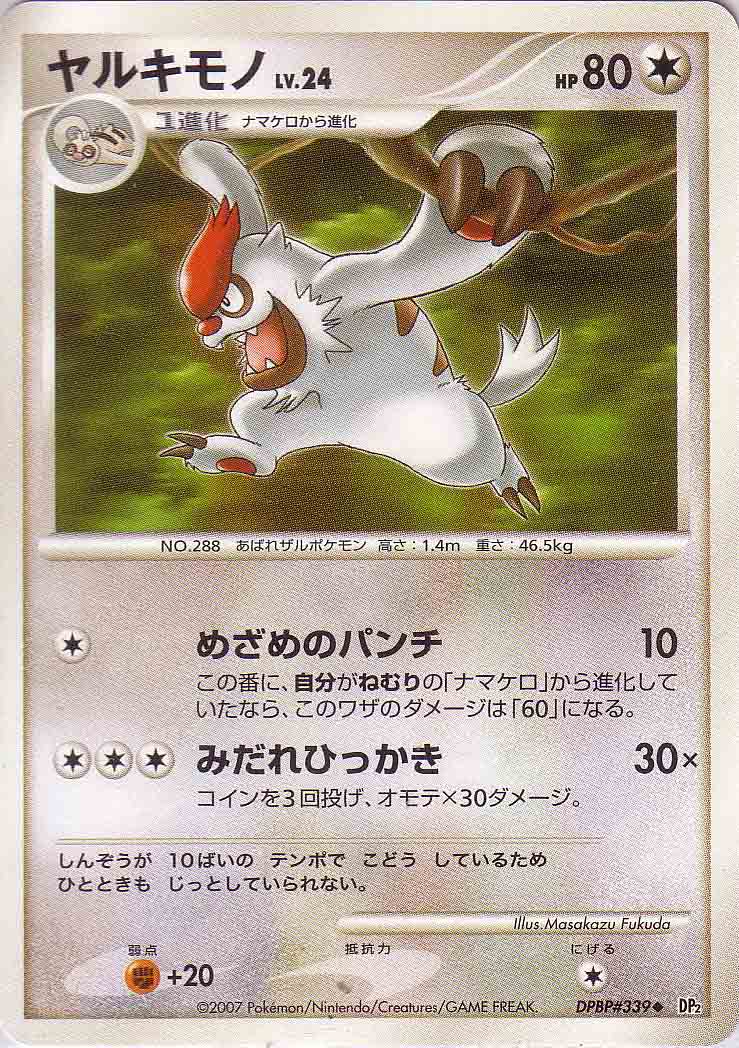 ヤルキモノ LV.24 HP 80
1進化 ナマケロから進化
NO.288 あばれザルポケモン 高さ：1.4m 重さ：46.5kg
めざめのパンチ 10
この番に、自分がねむりの「ナマケロ」から進化して
いたなら、このワザのダメージは「60」になる。
みだれひっかき 30×
コインを3回投げ、オモテ×30ダメージ。
しんぞうが 10ばいの テンポで こどう しているため
ひとときも じっとしていられない。
Illus.Masakazu Fukuda
弱点 抵抗力 にげる
+20
©2007 Pokémon/Nintendo/Creatures/GAME FREAK. DPBP#339◆ DP2